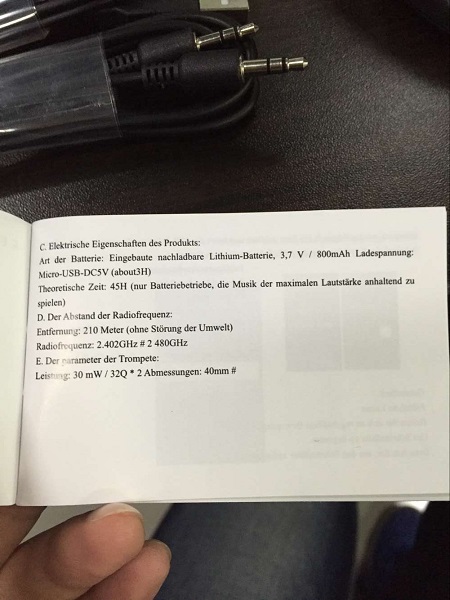 C. Elektrische Eigenschaften des Produkts:
Art der Batterie: Eingebaute nachladbare Lithium-Batterie, 3,7 V / 800mAh Ladespannung:
Micro-USB-DC5V (about3H)
Theoretische Zeit: 45H (nur Batteriebetriebe, die Musik der maximalen Lautstärke anhaltend zu
spielen)
D. Der Abstand der Radiofrequenz:
Entfernung: 210 Meter (ohne Störung der Umwelt)
Radiofrequenz: 2.402GHz # 2 480GHz
E. Der parameter der Trompete:
Leistung: 30 mW / 32Q * 2 Abmessungen: 40mm #